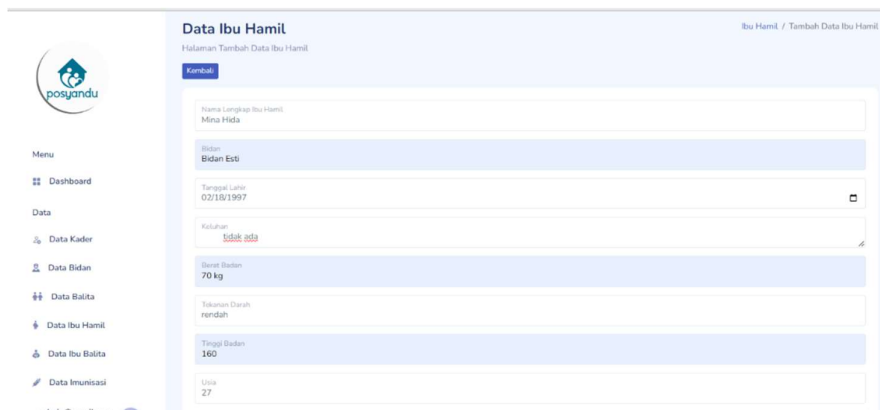 Data Ibu Hamil
Ibu Hamil / Tambah Data Ibu Hamil
Halaman Tambah Data Ibu Hamil
Kembali
posyandu
Nama Lengkap Ibu Hamil
Mina Hida
Bidan
Bidan Esti
Menu
Dashboard
Tanggal Lahir
02/18/1997
Data
Keluhan
tidak ada
Data Kader
Data Bidan
Berat Badan
70 kg
Data Balita
Tekanan Darah
rendah
Data Ibu Hamil
Tinggi Badan
160
Data Ibu Balita
Data Imunisasi
Usia
27